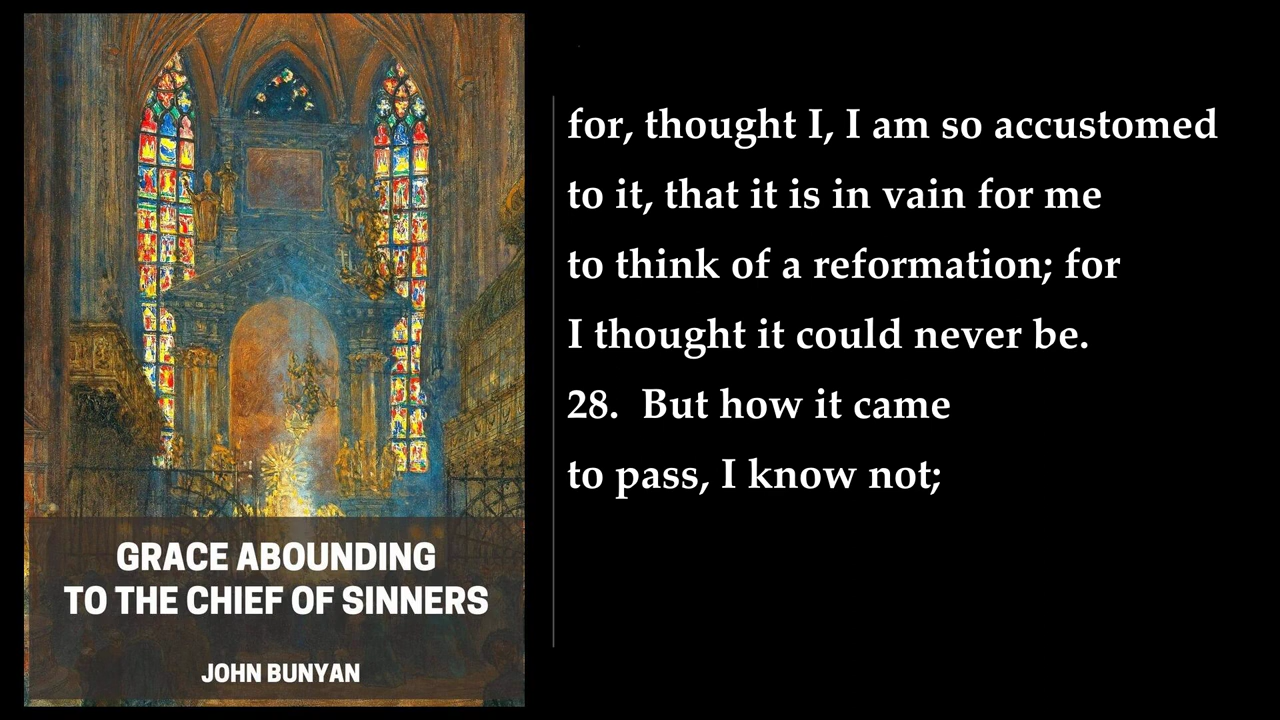 GRACE ABOUNDING
TO THE CHIEF OF SINNERS
JOHN BUNYAN
for, thought I, I am so accustomed
to it, that it is in vain for me
to think of a reformation; for
I thought it could never be.
28.  But how it came
to pass, I know not;